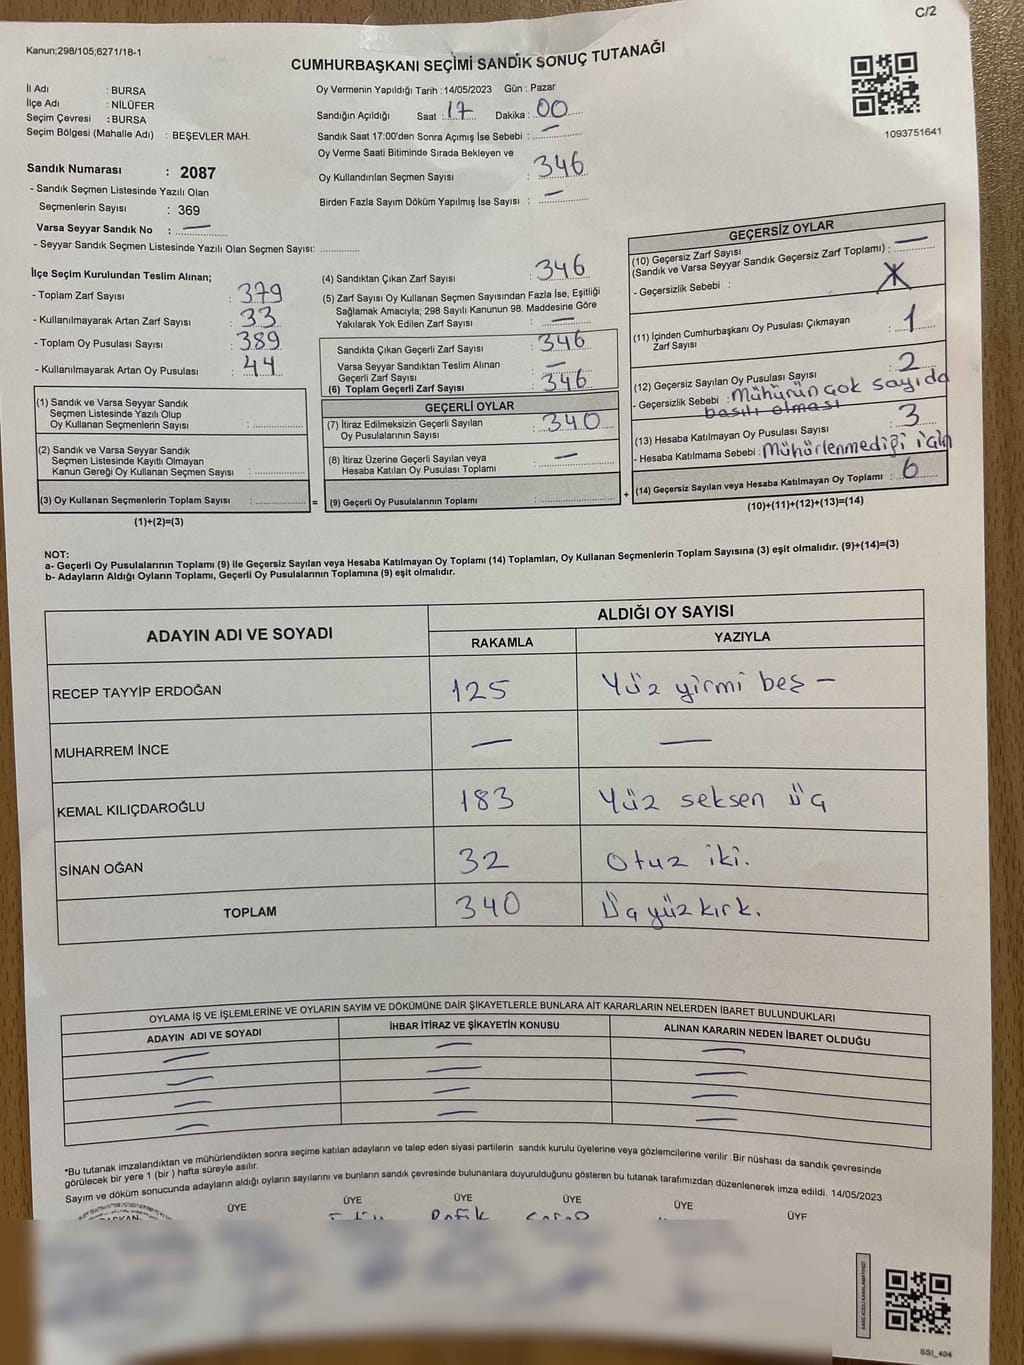 C/2
Kanun;298/105;6271/18-1
CUMHURBAŞKANI SEÇİMİ SANDIK SONUÇ TUTANAĞI
1093751641
İl Adı : BURSA
İlçe Adı : NİLÜFER
Seçim Çevresi : BURSA
Seçim Bölgesi (Mahalle Adı) : BEŞEVLER MAH.
Oy Vermenin Yapıldığı Tarih :14/05/2023 Gün : Pazar
Sandığın Açıldığı Saat : 17 Dakika : 00
Sandık Saat 17:00'den Sonra Açımış İse Sebebi : —
Oy Verme Saati Bitiminde Sırada Bekleyen ve
Oy Kullandırılan Seçmen Sayısı : 346
Birden Fazla Sayım Döküm Yapılmış İse Sayısı : —
Sandık Numarası : 2087
- Sandık Seçmen Listesinde Yazılı Olan
Seçmenlerin Sayısı : 369
Varsa Seyyar Sandık No : —
- Seyyar Sandık Seçmen Listesinde Yazılı Olan Seçmen Sayısı: ............
İlçe Seçim Kurulundan Teslim Alınan;
- Toplam Zarf Sayısı : 379
- Kullanılmayarak Artan Zarf Sayısı : 33
- Toplam Oy Pusulası Sayısı : 389
- Kullanılmayarak Artan Oy Pusulası : 44
(1) Sandık ve Varsa Seyyar Sandık
Seçmen Listesinde Yazılı Olup
Oy Kullanan Seçmenlerin Sayısı :
(2) Sandık ve Varsa Seyyar Sandık
Seçmen Listesinde Kayıtlı Olmayan
Kanun Gereği Oy Kullanan Seçmen Sayısı :
(3) Oy Kullanan Seçmenlerin Toplam Sayısı :
(1)+(2)=(3)
(4) Sandıktan Çıkan Zarf Sayısı : 346
(5) Zarf Sayısı Oy Kullanan Seçmen Sayısından Fazla İse, Eşitliği
Sağlamak Amacıyla; 298 Sayılı Kanunun 98. Maddesine Göre
Yakılarak Yok Edilen Zarf Sayısı : —
Sandıkta Çıkan Geçerli Zarf Sayısı : 346
Varsa Seyyar Sandıktan Teslim Alınan
Geçerli Zarf Sayısı : —
(6) Toplam Geçerli Zarf Sayısı : 346
GEÇERLİ OYLAR
(7) İtiraz Edilmeksizin Geçerli Sayılan
Oy Pusulalarının Sayısı : 340
(8) İtiraz Üzerine Geçerli Sayılan veya
Hesaba Katılan Oy Pusulası Toplamı : —
= (9) Geçerli Oy Pusulalarının Toplamı :
GEÇERSİZ OYLAR
(10) Geçersiz Zarf Sayısı
(Sandık ve Varsa Seyyar Sandık Geçersiz Zarf Toplamı) : —
- Geçersizlik Sebebi :
(11) İçinden Cumhurbaşkanı Oy Pusulası Çıkmayan
Zarf Sayısı : 1
(12) Geçersiz Sayılan Oy Pusulası Sayısı : 2
- Geçersizlik Sebebi : Mühürün çok sayıda
basılı olması
(13) Hesaba Katılmayan Oy Pusulası Sayısı : 3
- Hesaba Katılmama Sebebi : Mühürlenmediği için
+ (14) Geçersiz Sayılan veya Hesaba Katılmayan Oy Toplamı : 6
(10)+(11)+(12)+(13)=(14)
NOT:
a- Geçerli Oy Pusulalarının Toplamı (9) ile Geçersiz Sayılan veya Hesaba Katılmayan Oy Toplamı (14) Toplamları, Oy Kullanan Seçmenlerin Toplam Sayısına (3) eşit olmalıdır. (9)+(14)=(3)
b- Adayların Aldığı Oyların Toplamı, Geçerli Oy Pusulalarının Toplamına (9) eşit olmalıdır.
ADAYIN ADI VE SOYADI ALDIĞI OY SAYISI
RAKAMLA YAZIYLA
RECEP TAYYİP ERDOĞAN 125 Yüz yirmi beş —
MUHARREM İNCE — —
KEMAL KILIÇDAROĞLU 183 Yüz seksen üç
SİNAN OĞAN 32 Otuz iki.
TOPLAM 340 Üç yüz kırk.
OYLAMA İŞ VE İŞLEMLERİNE VE OYLARIN SAYIM VE DÖKÜMÜNE DAİR ŞİKAYETLERLE BUNLARA AİT KARARLARIN NELERDEN İBARET BULUNDUKLARI
ADAYIN ADI VE SOYADI İHBAR İTİRAZ VE ŞİKAYETİN KONUSU ALINAN KARARIN NEDEN İBARET OLDUĞU
— — —
— — —
— — —
— — —
*Bu tutanak imzalandıktan ve mühürlendikten sonra seçime katılan adayların ve talep eden siyasi partilerin sandık kurulu üyelerine veya gözlemcilerine verilir .Bir nüshası da sandık çevresinde
görülecek bir yere 1 (bir ) hafta süreyle asılır.
Sayım ve döküm sonucunda adayların aldığı oyların sayılarını ve bunların sandık çevresinde bulunanlara duyurulduğunu gösteren bu tutanak tarafımızdan düzenlenerek imza edildi. 14/05/2023
BAŞKAN ÜYE ÜYE ÜYE ÜYE ÜYE ÜYE
Refik
SSI_404